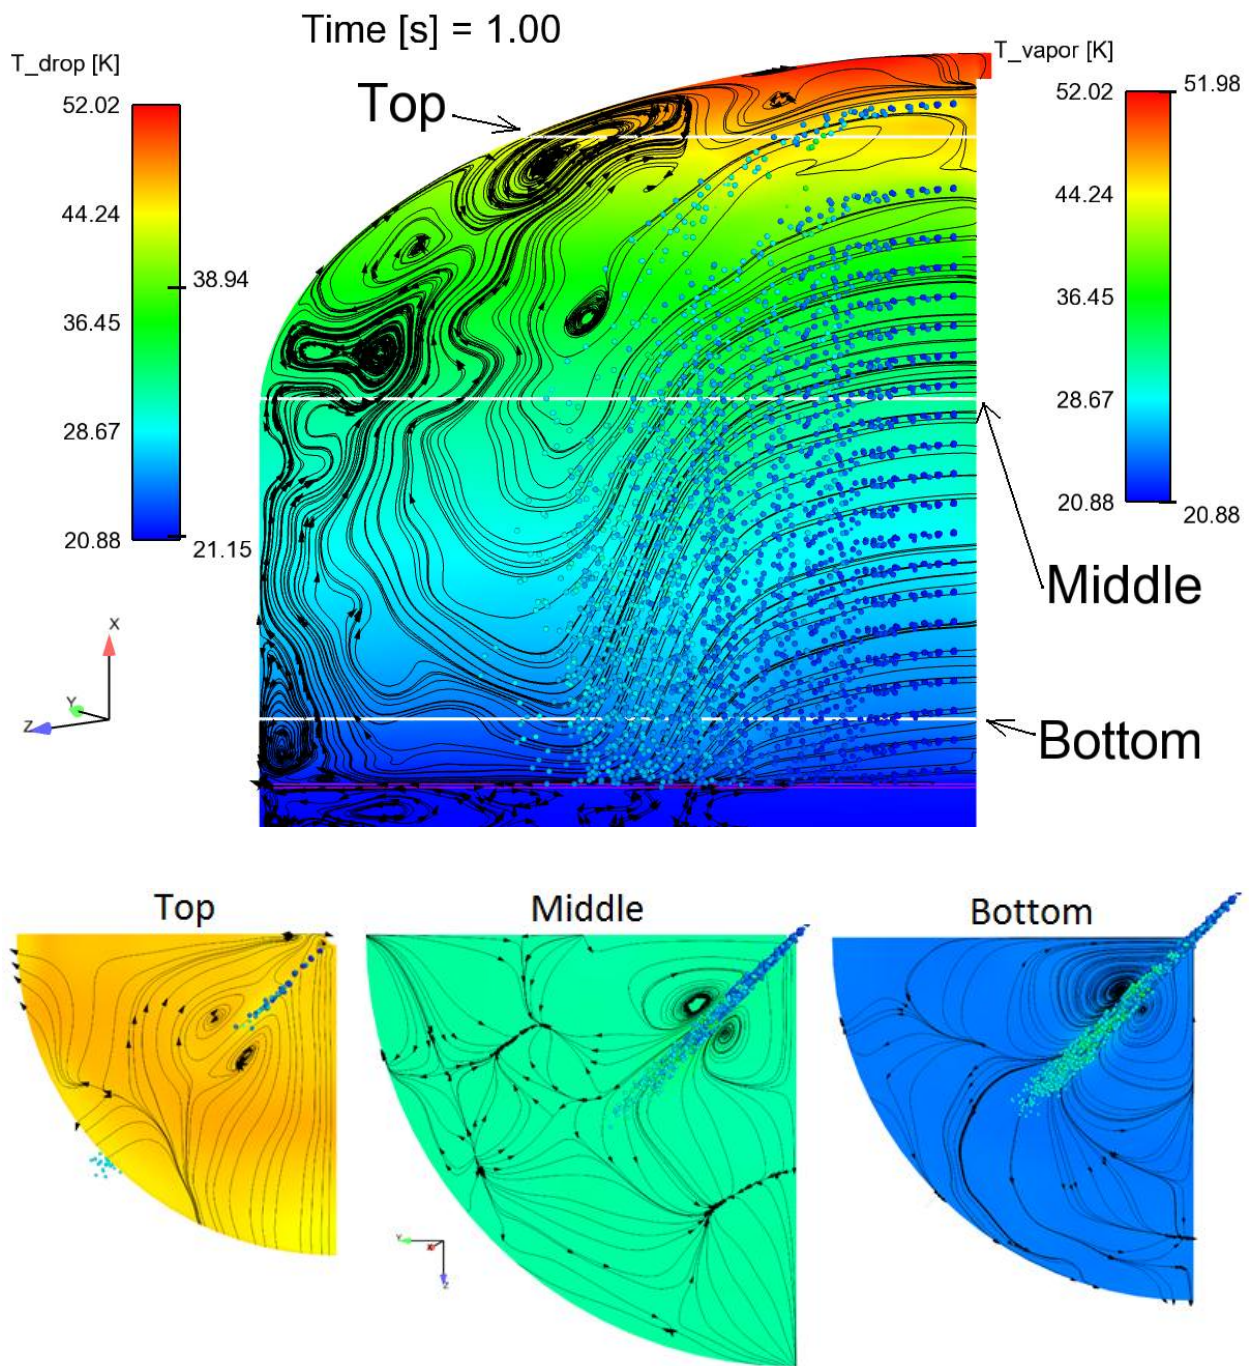 Time [s] = 1.00
T_drop [K]
52.02
44.24
38.94
36.45
28.67
20.88
21.15
Top
T_vapor [K]
52.02
51.98
44.24
36.45
28.67
20.88
20.88
Middle
Bottom
X
Y
Z
Top
Middle
Bottom
Y
X
Z